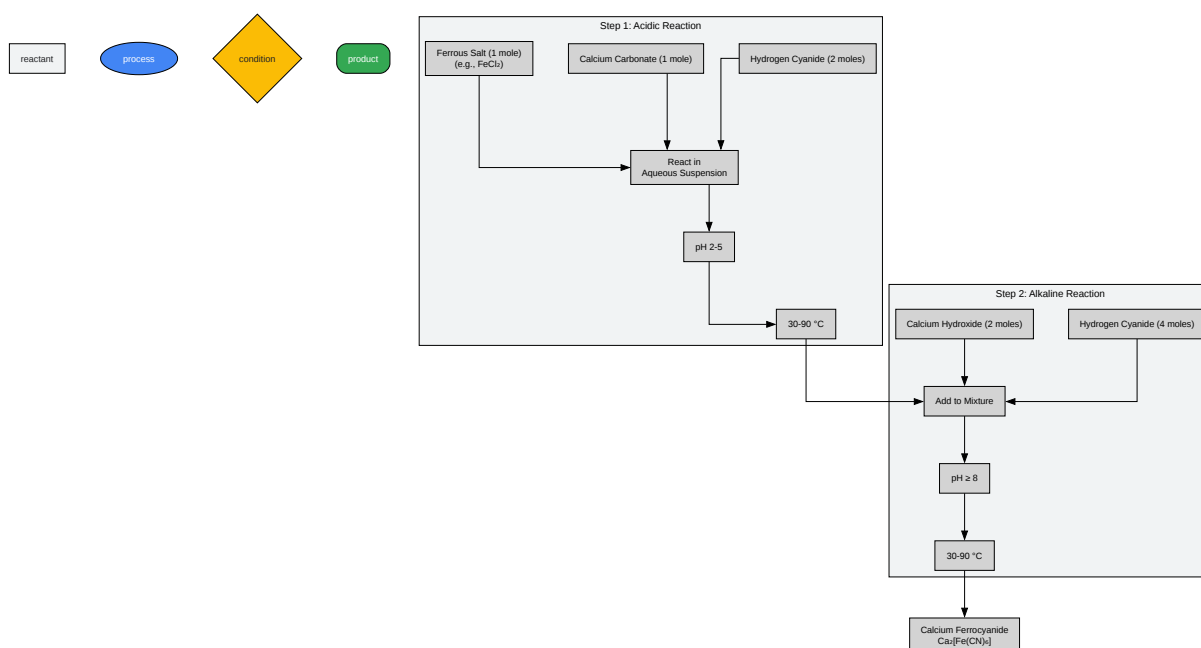 reactant
process
condition
product
Step 1: Acidic Reaction
Ferrous Salt (1 mole)
(e.g., FeCl₂)
Calcium Carbonate (1 mole)
Hydrogen Cyanide (2 moles)
React in
Aqueous Suspension
pH 2-5
30-90 °C
Step 2: Alkaline Reaction
Calcium Hydroxide (2 moles)
Hydrogen Cyanide (4 moles)
Add to Mixture
pH ≥ 8
30-90 °C
Calcium Ferrocyanide
Ca₂[Fe(CN)₆]